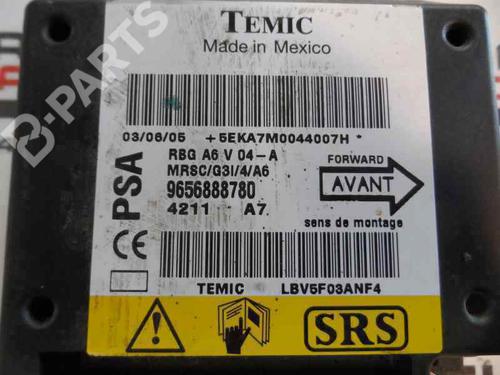 TEMIC
Made in Mexico
03/06/05 +5EKA7M0044007H*
PSA
RBG A6 V 04-A
MRSC/G3I/4/A6
9656888780
4211 A7
FORWARD
AVANT
sens de montage
CE
TEMIC LBV5F03ANF4
SRS
B-PARTS